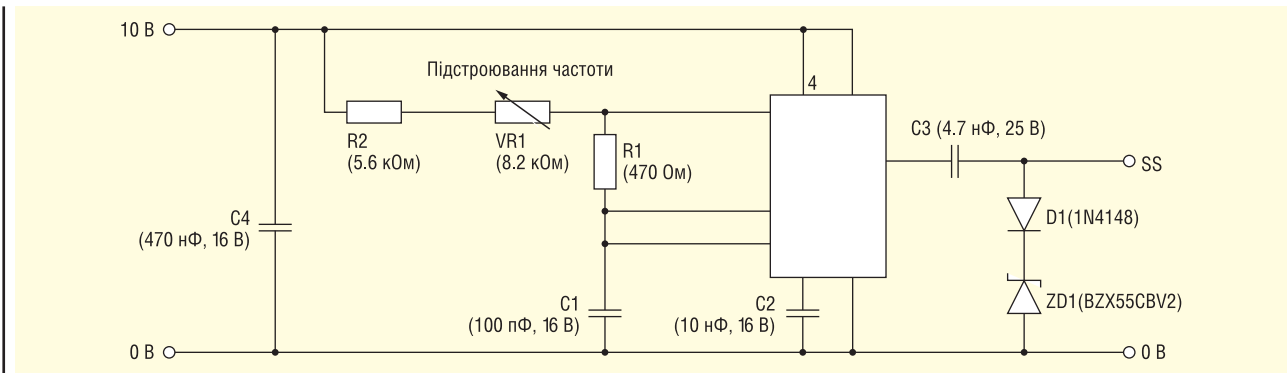 10 В
Підстроювання частоти
4
R2
(5.6 кОм)
VR1
(8.2 кОм)
R1
(470 Ом)
C3 (4.7 нФ, 25 В)
SS
C4
(470 нФ, 16 В)
D1(1N4148)
C1
(100 пФ, 16 В)
C2
(10 нФ, 16 В)
ZD1(BZX55CBV2)
0 В
0 В